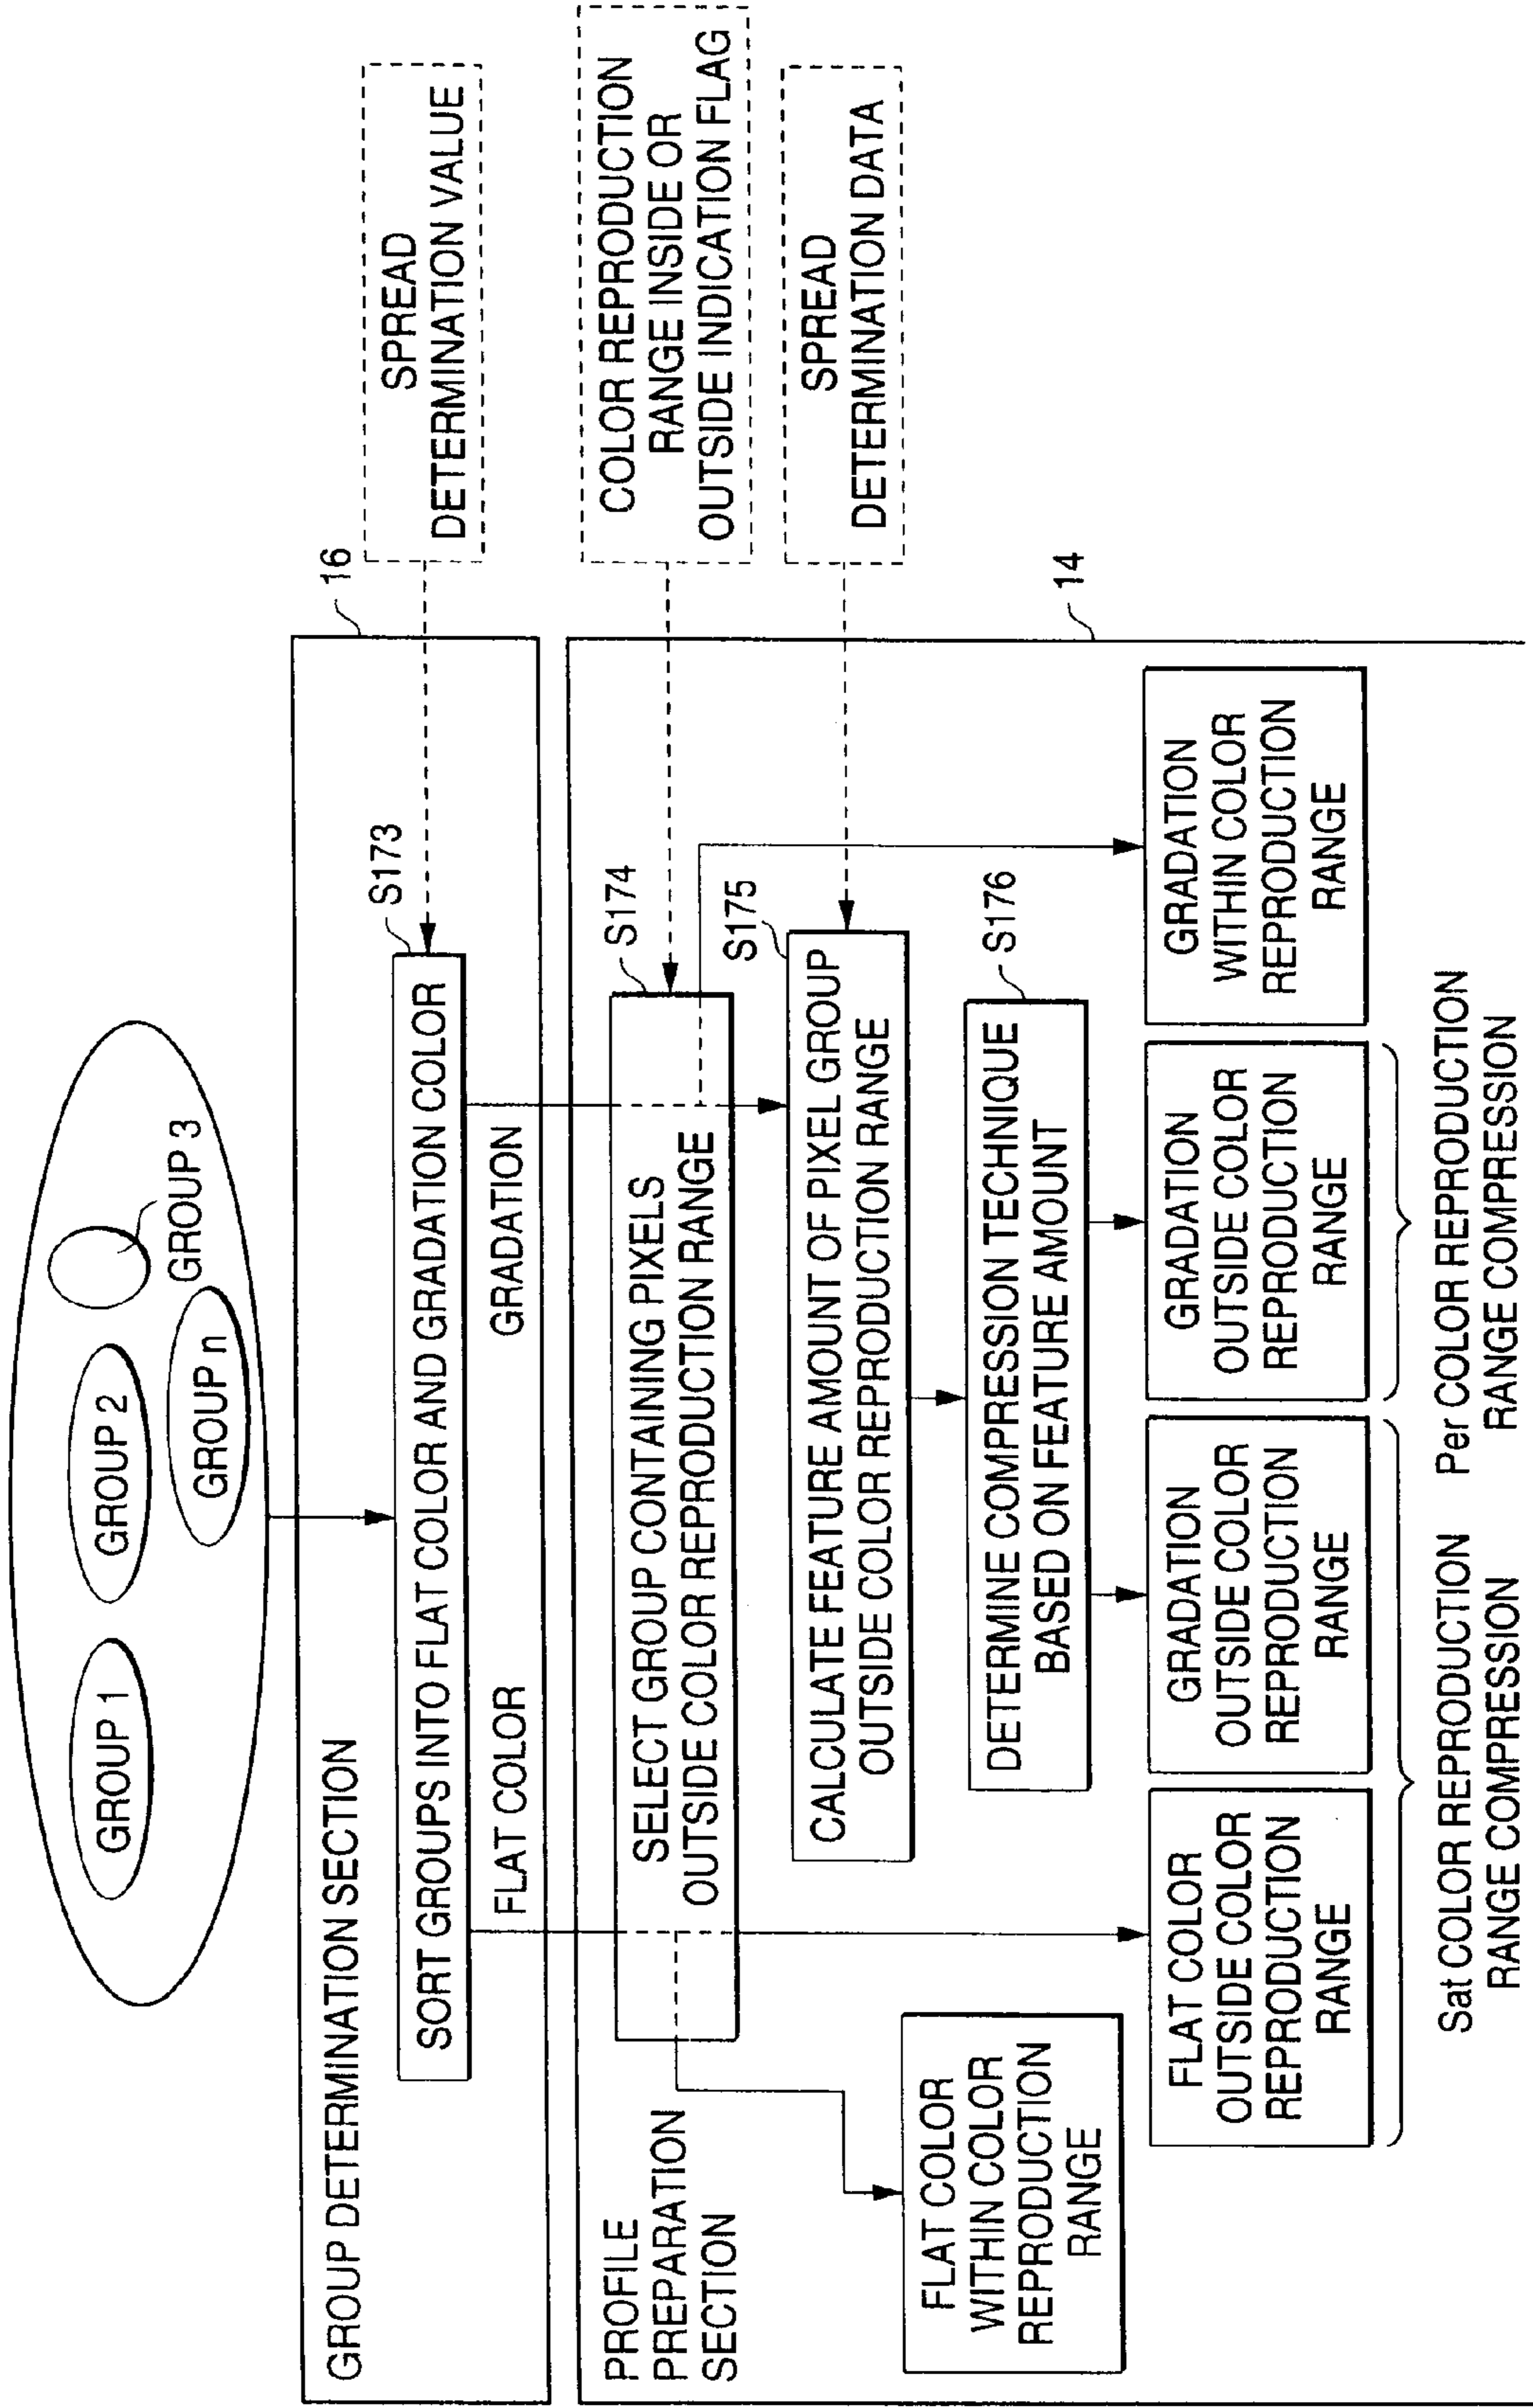 GROUP 1
GROUP 2
GROUP 3
GROUP n
GROUP DETERMINATION SECTION
16
SORT GROUPS INTO FLAT COLOR AND GRADATION COLOR
S173
SPREAD
DETERMINATION VALUE
FLAT COLOR
GRADATION
PROFILE
PREPARATION
SECTION
SELECT GROUP CONTAINING PIXELS
OUTSIDE COLOR REPRODUCTION RANGE
S174
COLOR REPRODUCTION
RANGE INSIDE OR
OUTSIDE INDICATION FLAG
CALCULATE FEATURE AMOUNT OF PIXEL GROUP
OUTSIDE COLOR REPRODUCTION RANGE
S175
SPREAD
DETERMINATION DATA
DETERMINE COMPRESSION TECHNIQUE
BASED ON FEATURE AMOUNT
S176
14
FLAT COLOR
WITHIN COLOR
REPRODUCTION
RANGE
FLAT COLOR
OUTSIDE COLOR
REPRODUCTION
RANGE
GRADATION
OUTSIDE COLOR
REPRODUCTION
RANGE
GRADATION
OUTSIDE COLOR
REPRODUCTION
RANGE
GRADATION
WITHIN COLOR
REPRODUCTION
RANGE
Sat COLOR REPRODUCTION
RANGE COMPRESSION
Per COLOR REPRODUCTION
RANGE COMPRESSION